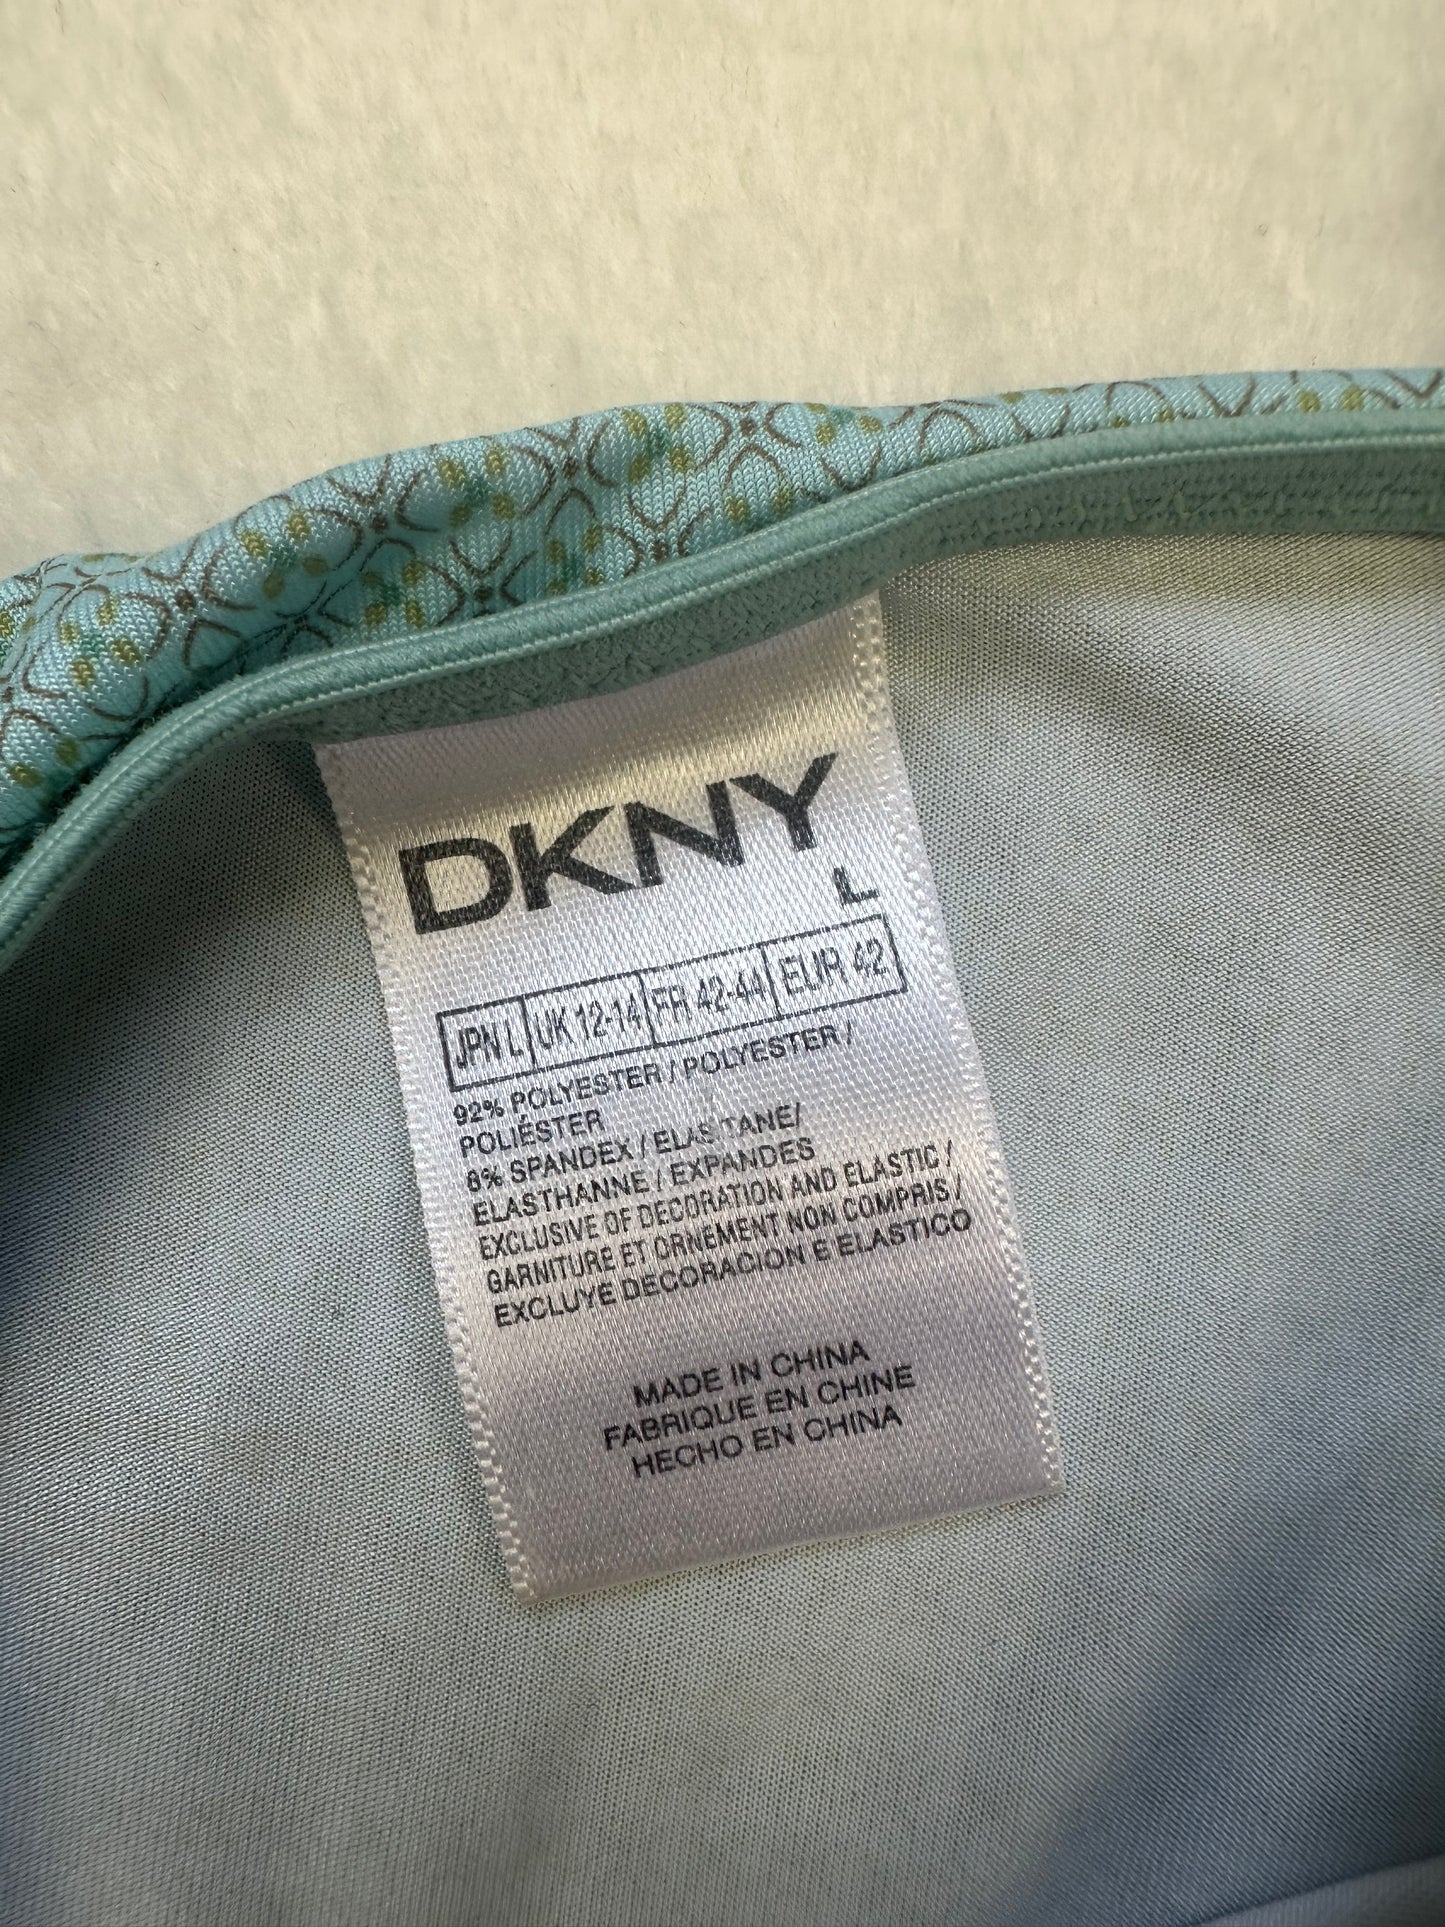 DKNY
L
JPN L UK 12-14 FR 42-44 EUR 42
92% POLYESTER / POLYESTER /
POLIÉSTER
8% SPANDEX / ELASTANE/
ELASTHANNE / EXPANDES
EXCLUSIVE OF DECORATION AND ELASTIC /
GARNITURE ET ORNEMENT NON COMPRIS /
EXCLUYE DECORACION E ELASTICO
MADE IN CHINA
FABRIQUE EN CHINE
HECHO EN CHINA